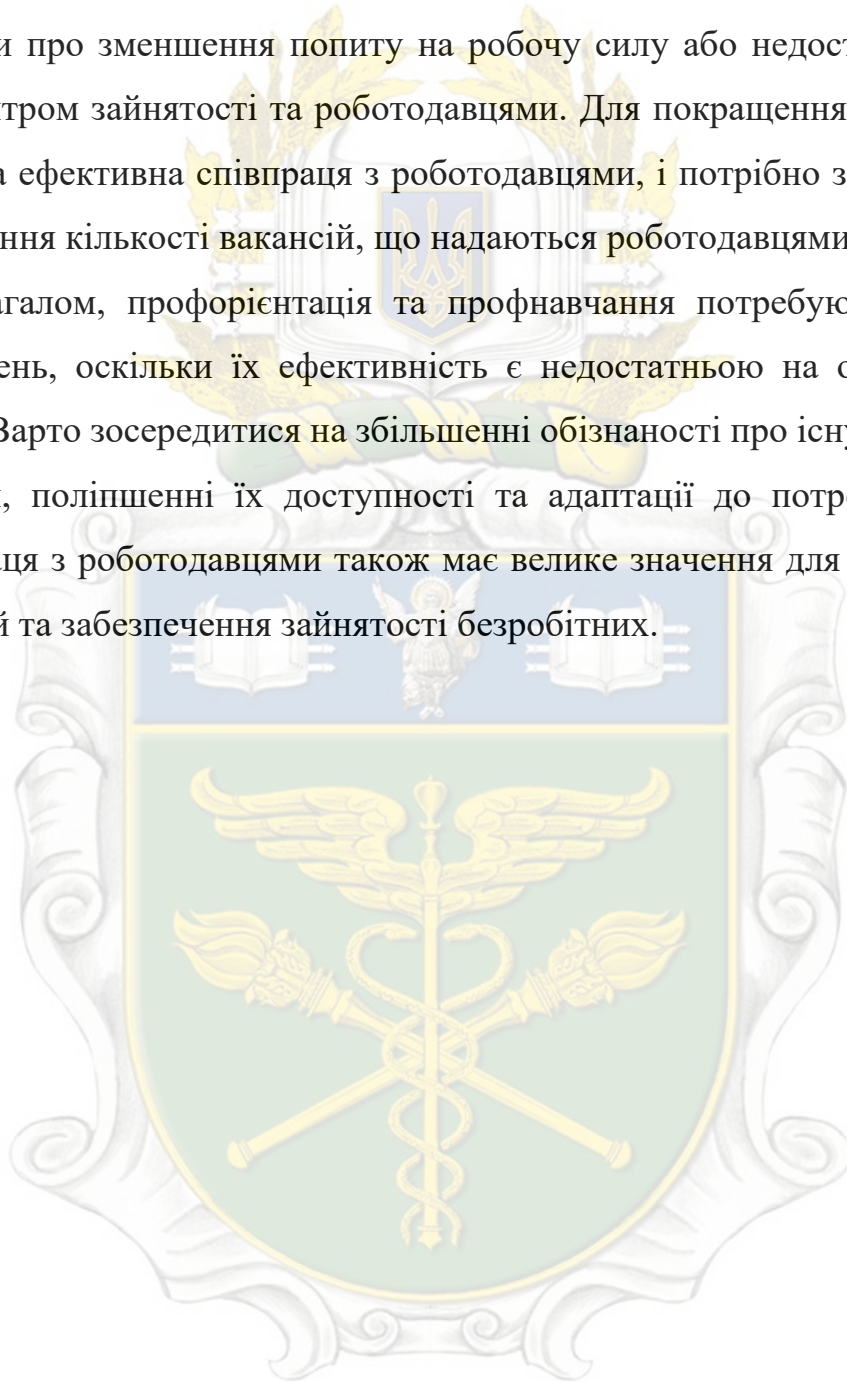 и про зменшення попиту на робочу силу або недост
тром зайнятості та роботодавцями. Для покращення
а ефективна співпраця з роботодавцями, і потрібно з
ння кількості вакансій, що надаються роботодавцями
агалом, профорієнтація та профнавчання потребую
ень, оскільки їх ефективність є недостатньою на о
Варто зосередитися на збільшенні обізнаності про існу
, поліпшенні їх доступності та адаптації до потре
ця з роботодавцями також має велике значення для
й та забезпечення зайнятості безробітних.